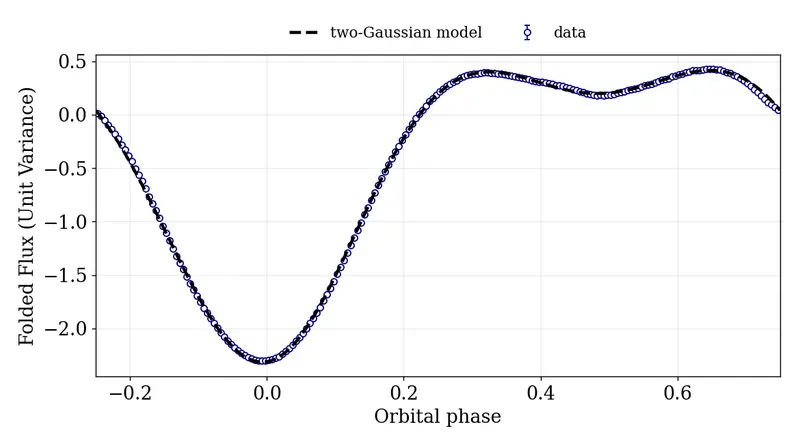 two-Gaussian model data
Folded Flux (Unit Variance)
0.5
0.0
−0.5
−1.0
−1.5
−2.0
−0.2 0.0 0.2 0.4 0.6
Orbital phase